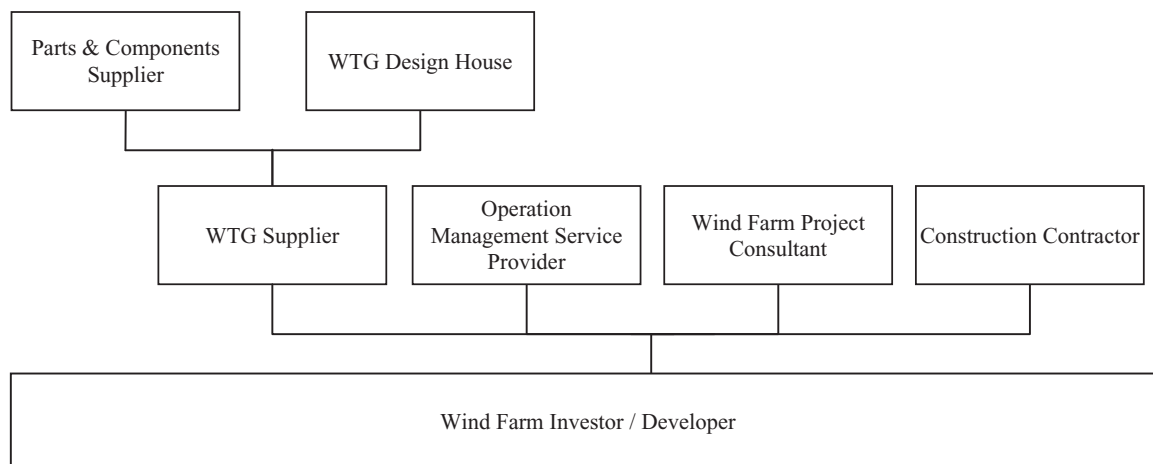 Parts & Components
Supplier
WTG Design House
WTG Supplier
Operation
Management Service
Provider
Wind Farm Project
Consultant
Construction Contractor
Wind Farm Investor / Developer